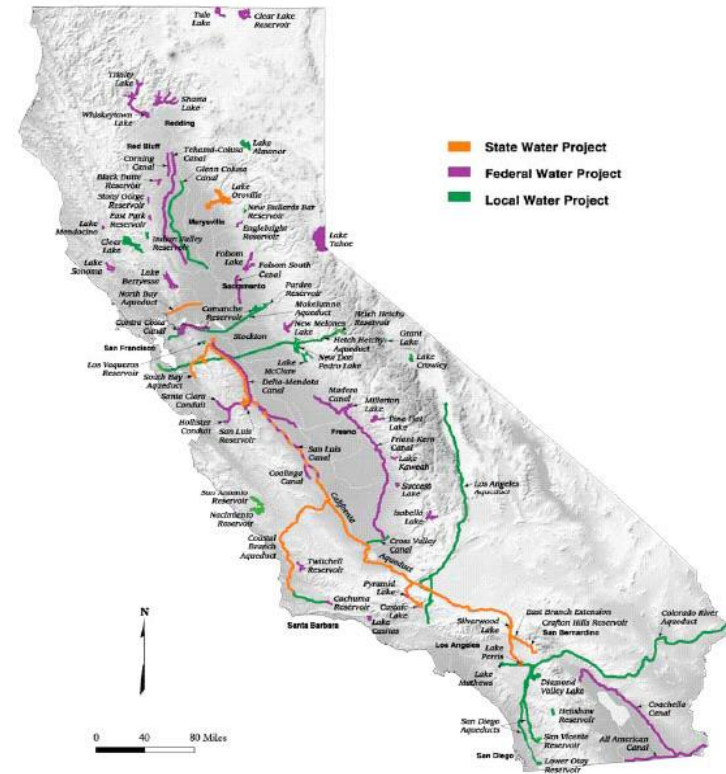 Tule
Lake
Clear Lake
Reservoir
Trinity
Lake
Shasta
Lake
Whiskeytown
Lake
Redding
State Water Project
Federal Water Project
Local Water Project
Red Bluff
Tehama-Colusa
Canal
Lake
Almanor
Corning
Canal
Glenn Colusa
Canal
Black Butte
Reservoir
Lake
Oroville
Stony Gorge
Reservoir
New Bullards Bar
Reservoir
East Park
Reservoir
Marysville
Englebright
Reservoir
Lake
Mendocino
Indian Valley
Reservoir
Clear
Lake
Lake
Tahoe
Lake
Sonoma
Lake
Berryessa
Folsom
Lake
Folsom South
Canal
Sacramento
Pardee
Reservoir
North Bay
Aqueduct
Camanche
Reservoir
Mokelumne
Aqueduct
Hetch Hetchy
Reservoir
Contra Costa
Canal
New Melones
Lake
Stockton
Hetch Hetchy
Aqueduct
Grant
Lake
San Francisco
New Don
Pedro Lake
Lake
Crowley
Los Vaqueros
Reservoir
Lake
McClure
South Bay
Aqueduct
Delta-Mendota
Canal
Madera
Canal
Millerton
Lake
Santa Clara
Conduit
Pine Flat
Lake
Hollister
Conduit
San Luis
Reservoir
Fresno
Friant-Kern
Canal
San Luis
Canal
Lake
Kaweah
Coalinga
Canal
Success
Lake
Los Angeles
Aqueduct
San Antonio
Reservoir
Nacimiento
Reservoir
Isabella
Lake
California
Aqueduct
Coastal
Branch
Aqueduct
Cross Valley
Canal
Twitchell
Reservoir
Pyramid
Lake
Cachuma
Reservoir
Castaic
Lake
East Branch Extension
Crafton Hills Reservoir
Colorado River
Aqueduct
Silverwood
Lake
San Bernardino
Santa Barbara
Lake
Casitas
Los Angeles
Lake
Perris
N
Lake
Mathews
Diamond
Valley Lake
Coachella
Canal
Henshaw
Reservoir
San Diego
Aqueducts
San Vicente
Reservoir
All American
Canal
0 40 80 Miles
San Diego
Lower Otay Reservoir